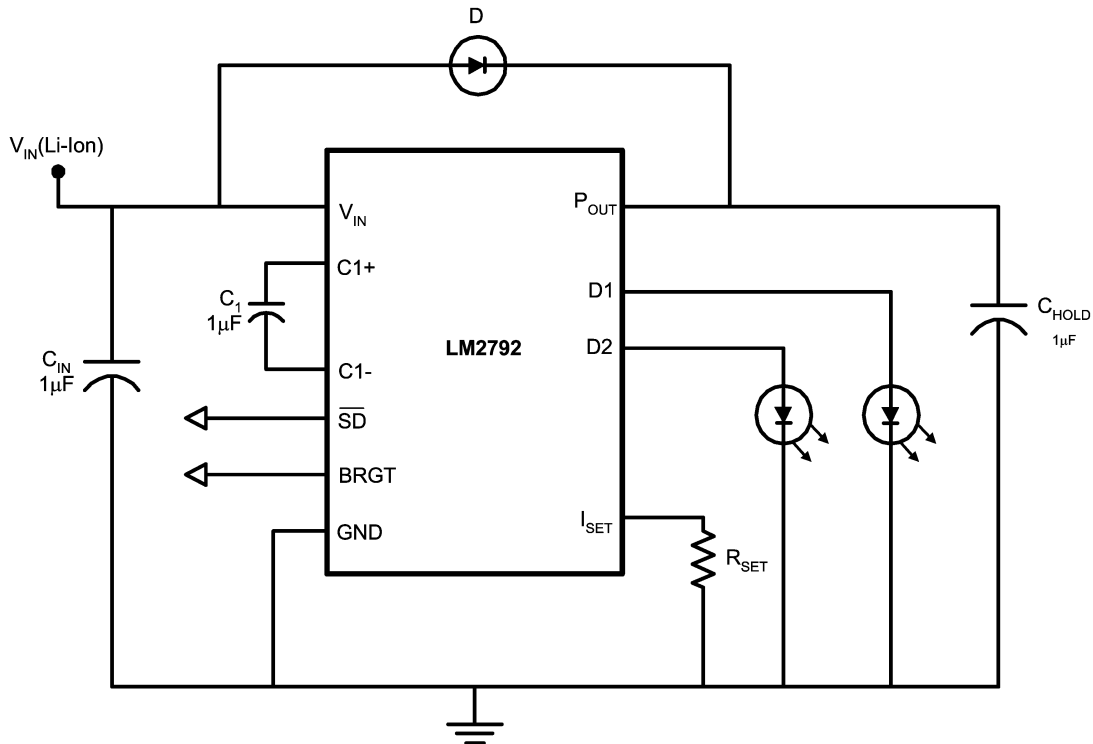 D
V_IN(Li-Ion)
V_IN
P_OUT
C1+
C_1
1µF
D1
C_HOLD
1µF
LM2792
D2
C_IN
1µF
C1-
SD
BRGT
I_SET
GND
R_SET